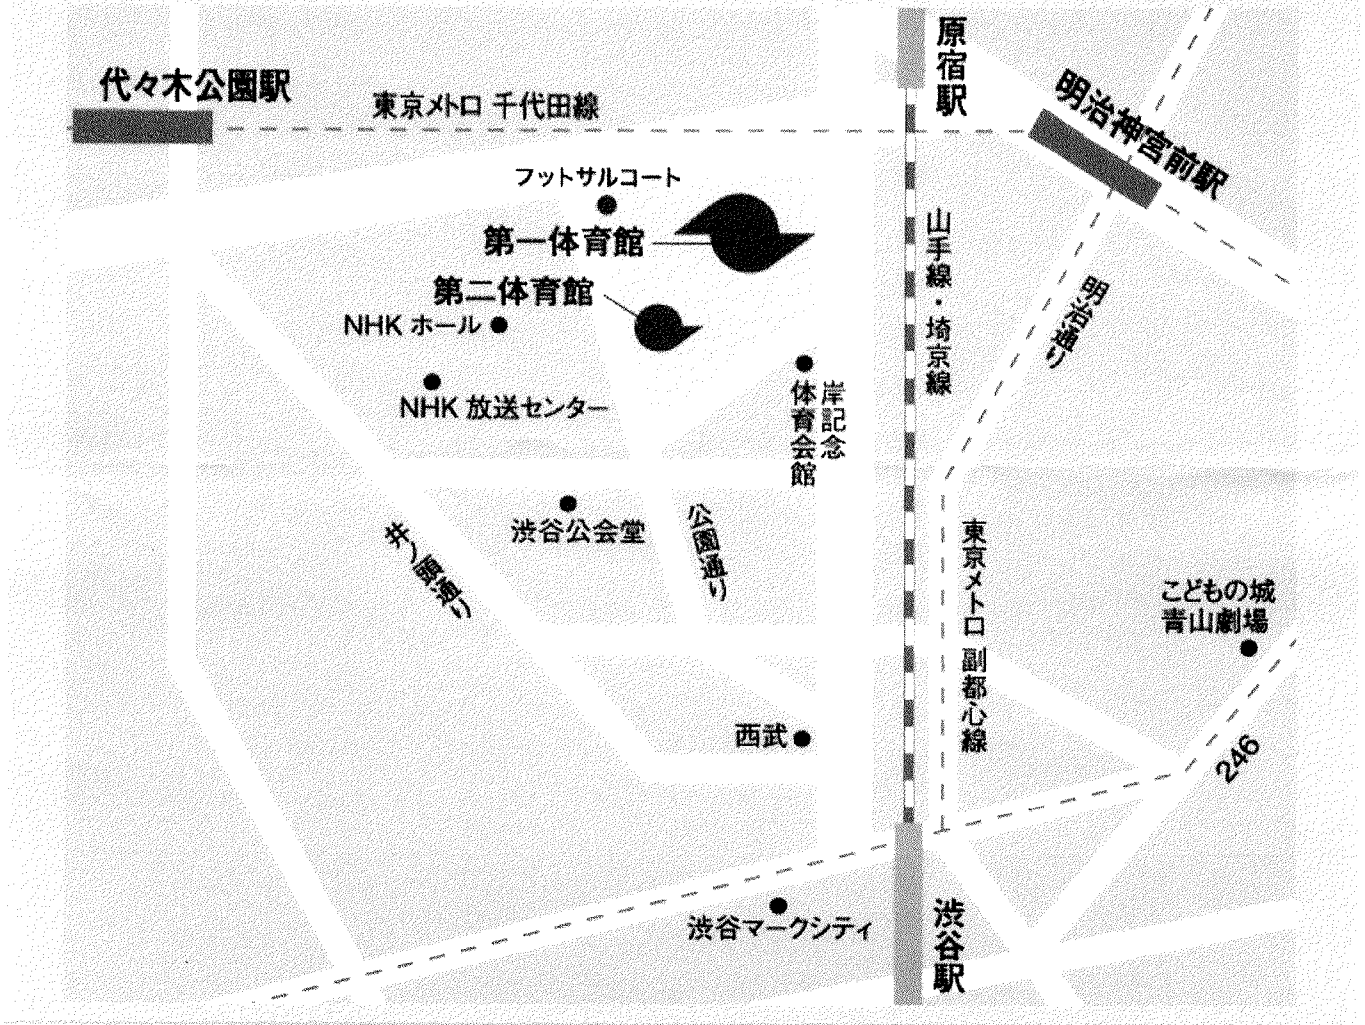 原宿駅
代々木公園駅
東京メトロ 千代田線
明治神宮前駅
フットサルコート
第一体育館
山手線・埼京線
第二体育館
明治通り
NHK ホール
岸記念
体育会館
NHK 放送センター
渋谷公会堂
公園通り
井ノ頭通り
東京メトロ 副都心線
こどもの城
青山劇場
西武
246
渋谷マークシティ
渋谷駅